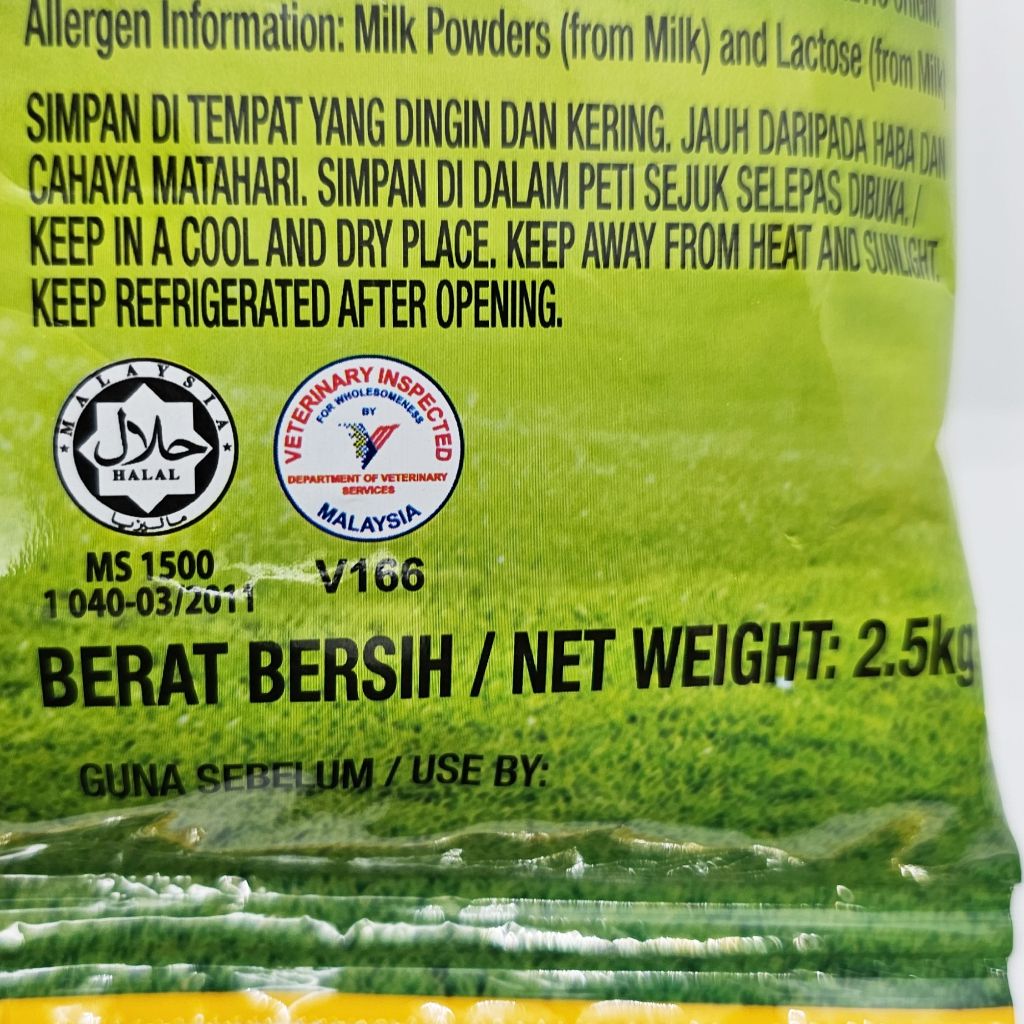 ORIGIN.
Allergen Information: Milk Powders (from Milk) and Lactose (from Milk)
SIMPAN DI TEMPAT YANG DINGIN DAN KERING. JAUH DARIPADA HABA DAN
CAHAYA MATAHARI. SIMPAN DI DALAM PETI SEJUK SELEPAS DIBUKA. /
KEEP IN A COOL AND DRY PLACE. KEEP AWAY FROM HEAT AND SUNLIGHT.
KEEP REFRIGERATED AFTER OPENING.
MALAYSIA
حلال
HALAL
ماليزيا
MS 1500
1 040-03/2011
VETERINARY INSPECTED
FOR WHOLESOMENESS
BY
DEPARTMENT OF VETERINARY
SERVICES
MALAYSIA
V166
BERAT BERSIH / NET WEIGHT: 2.5kg
GUNA SEBELUM / USE BY: